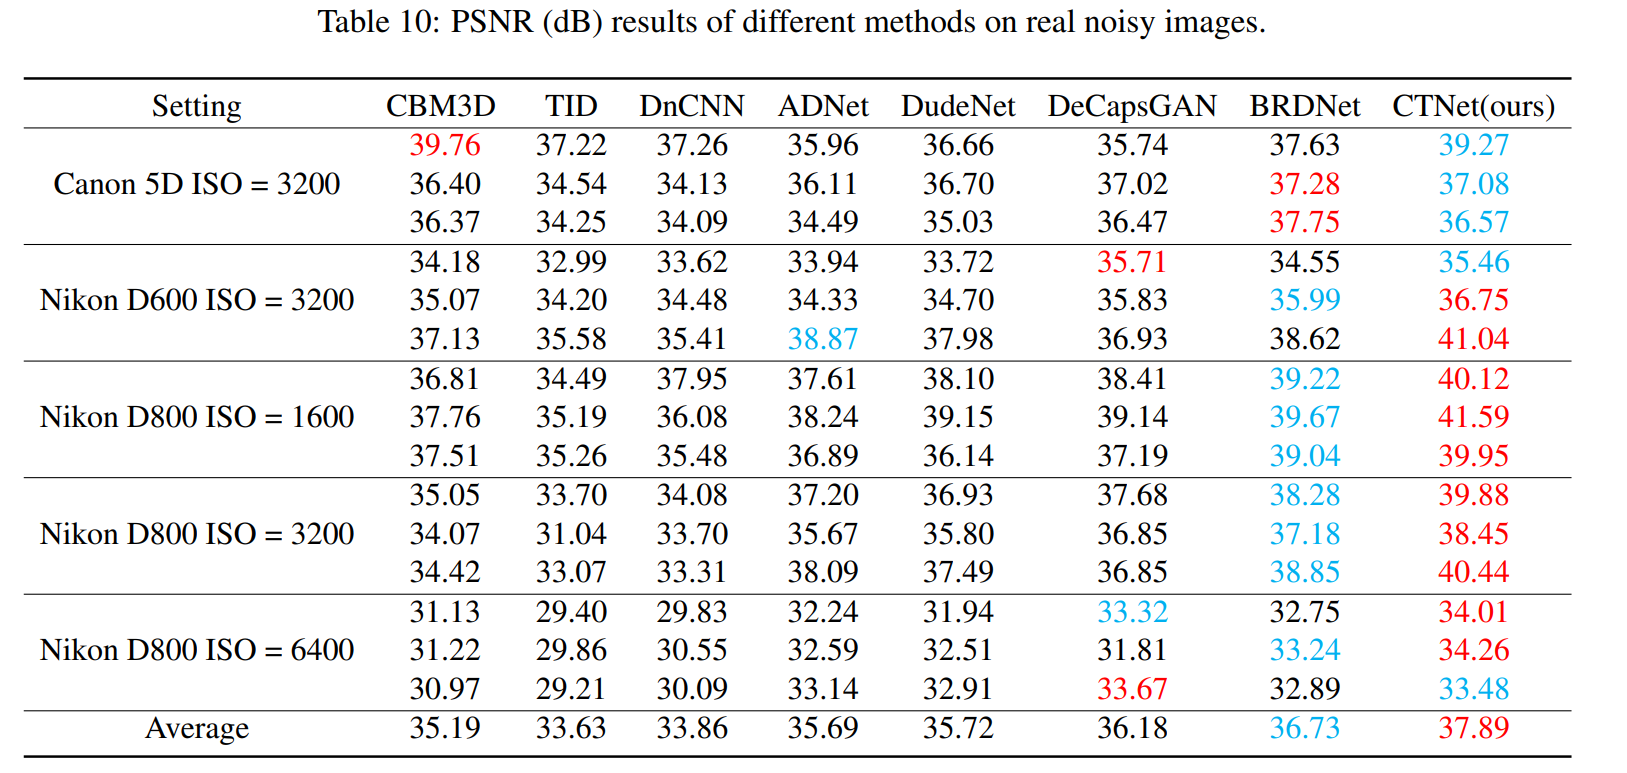 Table 10: PSNR (dB) results of different methods on real noisy images.
Setting CBM3D TID DnCNN ADNet DudeNet DeCapsGAN BRDNet CTNet(ours)
39.76 37.22 37.26 35.96 36.66 35.74 37.63 39.27
Canon 5D ISO = 3200 36.40 34.54 34.13 36.11 36.70 37.02 37.28 37.08
36.37 34.25 34.09 34.49 35.03 36.47 37.75 36.57
34.18 32.99 33.62 33.94 33.72 35.71 34.55 35.46
Nikon D600 ISO = 3200 35.07 34.20 34.48 34.33 34.70 35.83 35.99 36.75
37.13 35.58 35.41 38.87 37.98 36.93 38.62 41.04
36.81 34.49 37.95 37.61 38.10 38.41 39.22 40.12
Nikon D800 ISO = 1600 37.76 35.19 36.08 38.24 39.15 39.14 39.67 41.59
37.51 35.26 35.48 36.89 36.14 37.19 39.04 39.95
35.05 33.70 34.08 37.20 36.93 37.68 38.28 39.88
Nikon D800 ISO = 3200 34.07 31.04 33.70 35.67 35.80 36.85 37.18 38.45
34.42 33.07 33.31 38.09 37.49 36.85 38.85 40.44
31.13 29.40 29.83 32.24 31.94 33.32 32.75 34.01
Nikon D800 ISO = 6400 31.22 29.86 30.55 32.59 32.51 31.81 33.24 34.26
30.97 29.21 30.09 33.14 32.91 33.67 32.89 33.48
Average 35.19 33.63 33.86 35.69 35.72 36.18 36.73 37.89